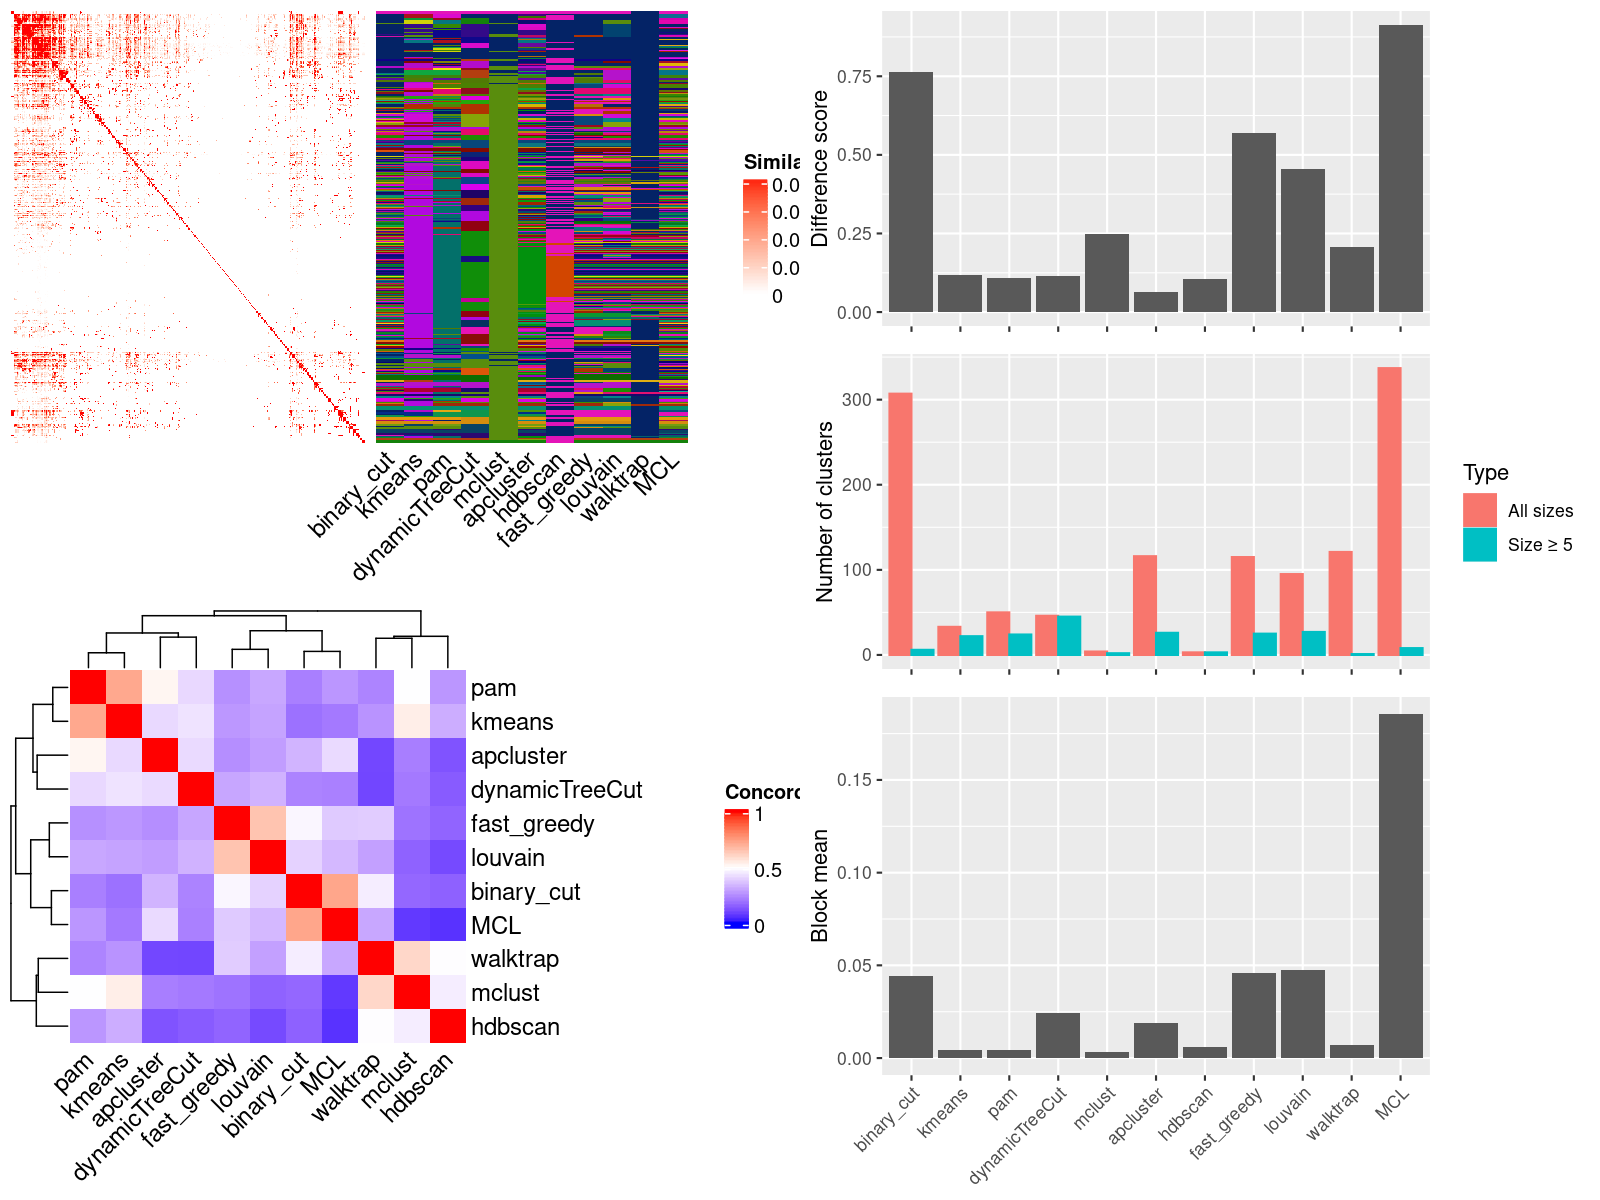 Simila
0.0
0.0
0.0
0.0
0
binary_cut
kmeans
pam
dynamicTreeCut
mclust
apcluster
hdbscan
fast_greedy
louvain
walktrap
MCL
Difference score
0.75
0.50
0.25
0.00
Number of clusters
300
200
100
0
Type
All sizes
Size ≥ 5
pam
kmeans
apcluster
dynamicTreeCut
fast_greedy
louvain
binary_cut
MCL
walktrap
mclust
hdbscan
pam
kmeans
apcluster
dynamicTreeCut
fast_greedy
louvain
binary_cut
MCL
walktrap
mclust
hdbscan
Concord
1
0.5
0
Block mean
0.15
0.10
0.05
0.00
binary_cut
kmeans
pam
dynamicTreeCut
mclust
apcluster
hdbscan
fast_greedy
louvain
walktrap
MCL